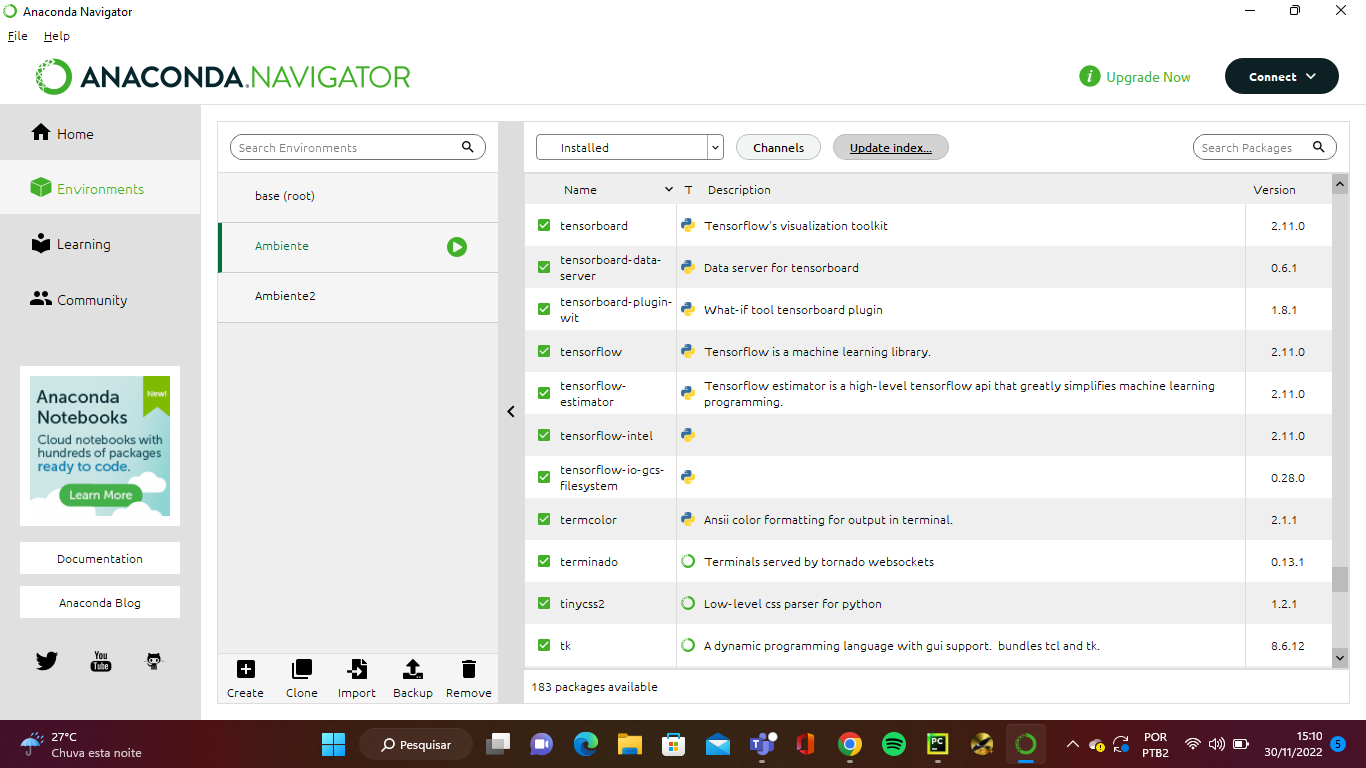 Anaconda Navigator
File Help
ANACONDA.NAVIGATOR
i Upgrade Now
Connect
Home
Environments
Learning
Community
Anaconda
Notebooks
New!
Cloud notebooks with
hundreds of packages
ready to code.
Learn More
Documentation
Anaconda Blog
You
Tube
Search Environments
base (root)
Ambiente
Ambiente2
Create Clone Import Backup Remove
Installed Channels Update index... Search Packages
Name T Description Version
tensorboard Tensorflow's visualization toolkit 2.11.0
tensorboard-data-
server Data server for tensorboard 0.6.1
tensorboard-plugin-
wit What-if tool tensorboard plugin 1.8.1
tensorflow Tensorflow is a machine learning library. 2.11.0
tensorflow-
estimator
Tensorflow estimator is a high-level tensorflow api that greatly simplifies machine learning
programming. 2.11.0
tensorflow-intel 2.11.0
tensorflow-io-gcs-
filesystem 0.28.0
termcolor Ansii color formatting for output in terminal. 2.1.1
terminado Terminals served by tornado websockets 0.13.1
tinycss2 Low-level css parser for python 1.2.1
tk A dynamic programming language with gui support. bundles tcl and tk. 8.6.12
183 packages available
27°C
Chuva esta noite
Pesquisar
PC
POR
PTB2
15:10
30/11/2022
5